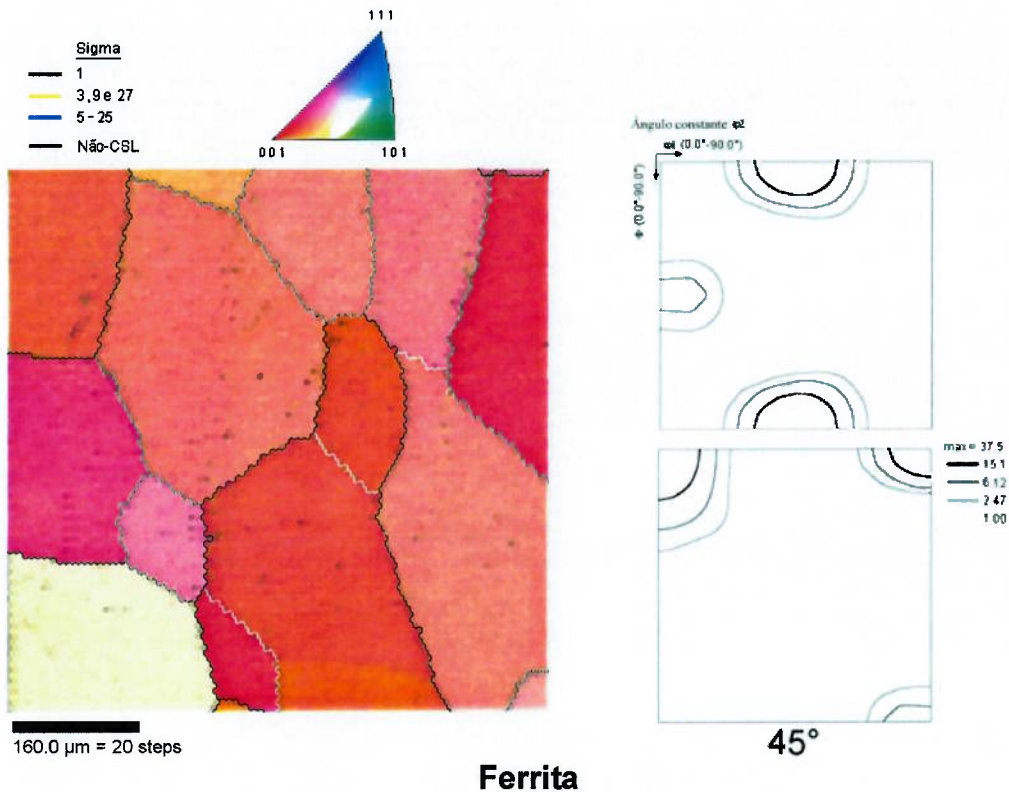 111
Sigma
1
3,9 e 27
5 - 25
Não-CSL
001 101
Ângulo constante φ2
φ1 (0.0°-90.0°)
Φ (0.0°-90.0°)
max = 37.5
15.1
6.12
2.47
1.00
45°
160.0 µm = 20 steps
Ferrita